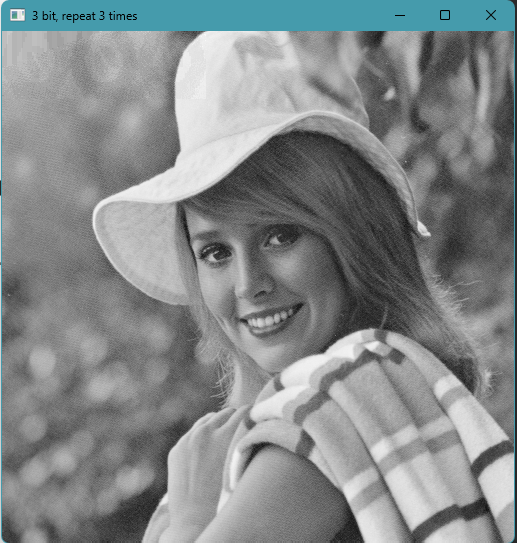 3 bit, repeat 3 times